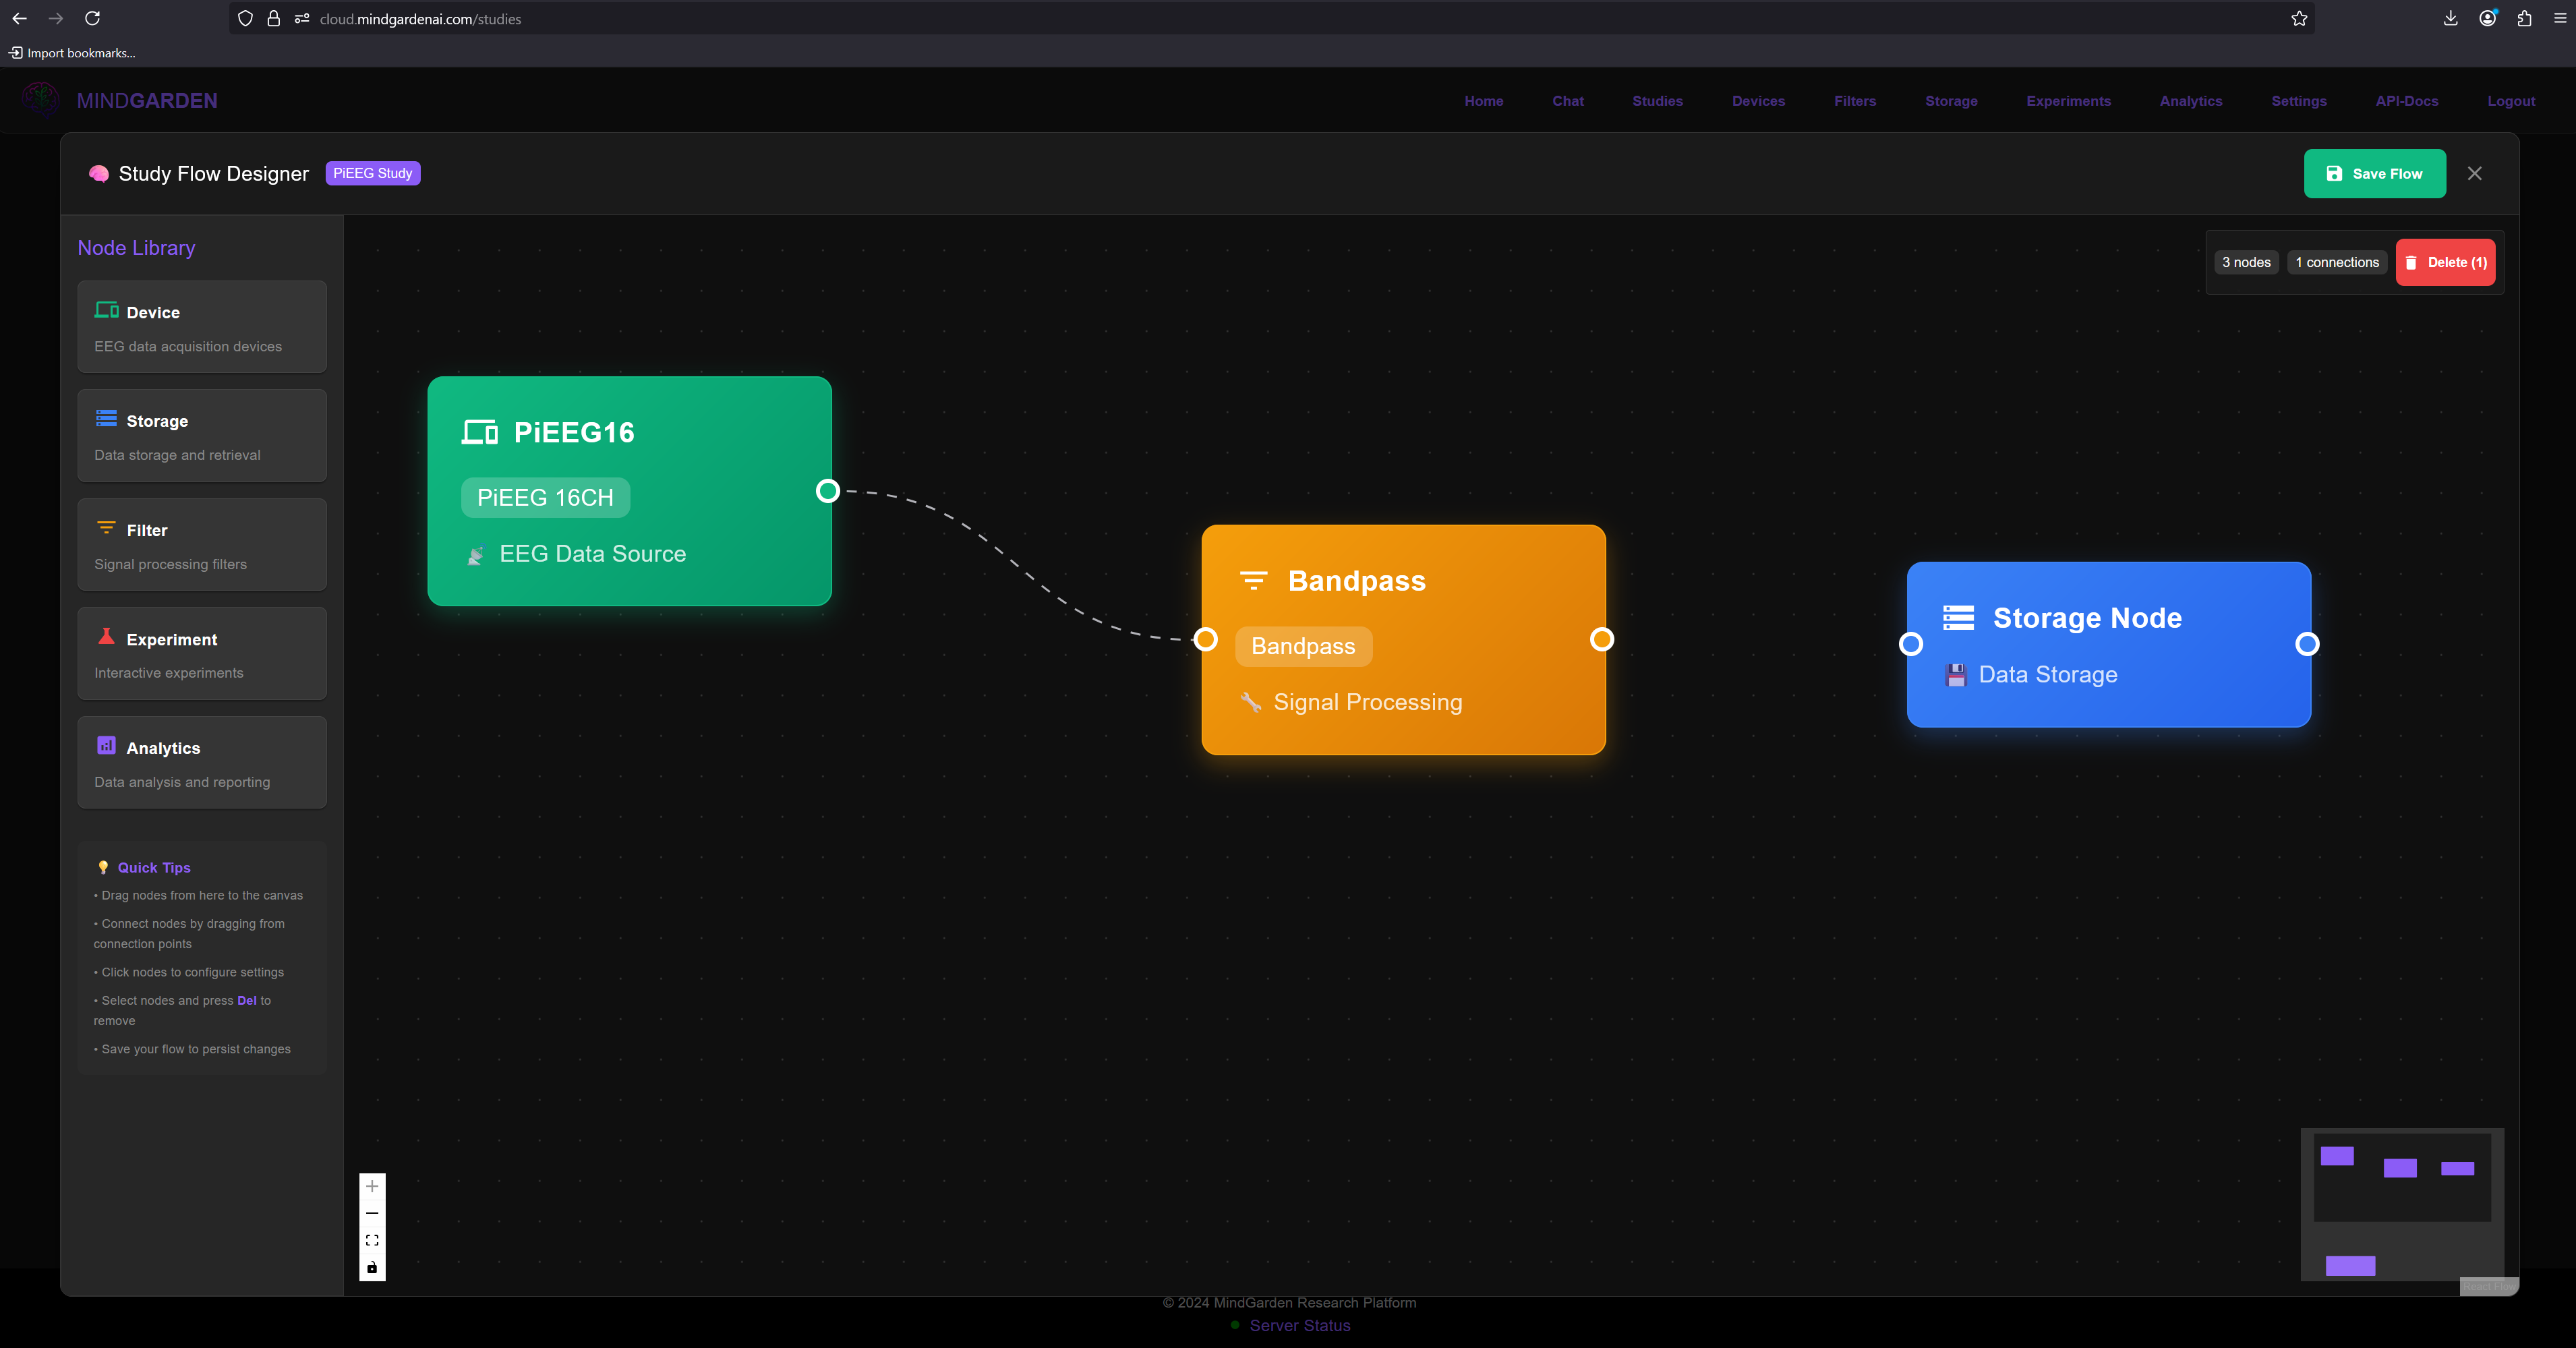 cloud.mindgardenai.com/studies
Import bookmarks...
MINDGARDEN
Home Chat Studies Devices Filters Storage Experiments Analytics Settings API-Docs Logout
Study Flow Designer PiEEG Study
Save Flow
Node Library
3 nodes 1 connections Delete (1)
Device
EEG data acquisition devices
Storage
Data storage and retrieval
Filter
Signal processing filters
Experiment
Interactive experiments
Analytics
Data analysis and reporting
Quick Tips
• Drag nodes from here to the canvas
• Connect nodes by dragging from
connection points
• Click nodes to configure settings
• Select nodes and press Del to
remove
• Save your flow to persist changes
PiEEG16
PiEEG 16CH
EEG Data Source
Bandpass
Bandpass
Signal Processing
Storage Node
Data Storage
© 2024 MindGarden Research Platform
Server Status